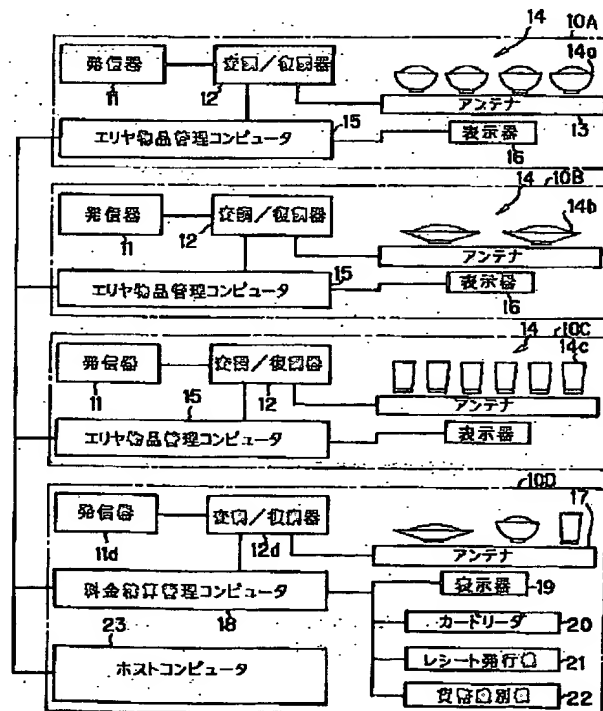 10A
14
14a
発信器
変調/復調器
11
12
アンテナ
13
エリヤ物品管理コンピュータ
15
表示器
16
10B
14
14b
発信器
変調/復調器
11
12
アンテナ
エリヤ物品管理コンピュータ
15
表示器
16
10C
14
14c
発信器
変調/復調器
11
12
アンテナ
15
エリヤ物品管理コンピュータ
表示器
10D
17
発信器
変調/復調器
11d
12d
アンテナ
料金精算管理コンピュータ
18
表示器
19
カードリーダ
20
23
ホストコンピュータ
レシート発行機
21
貨幣識別機
22